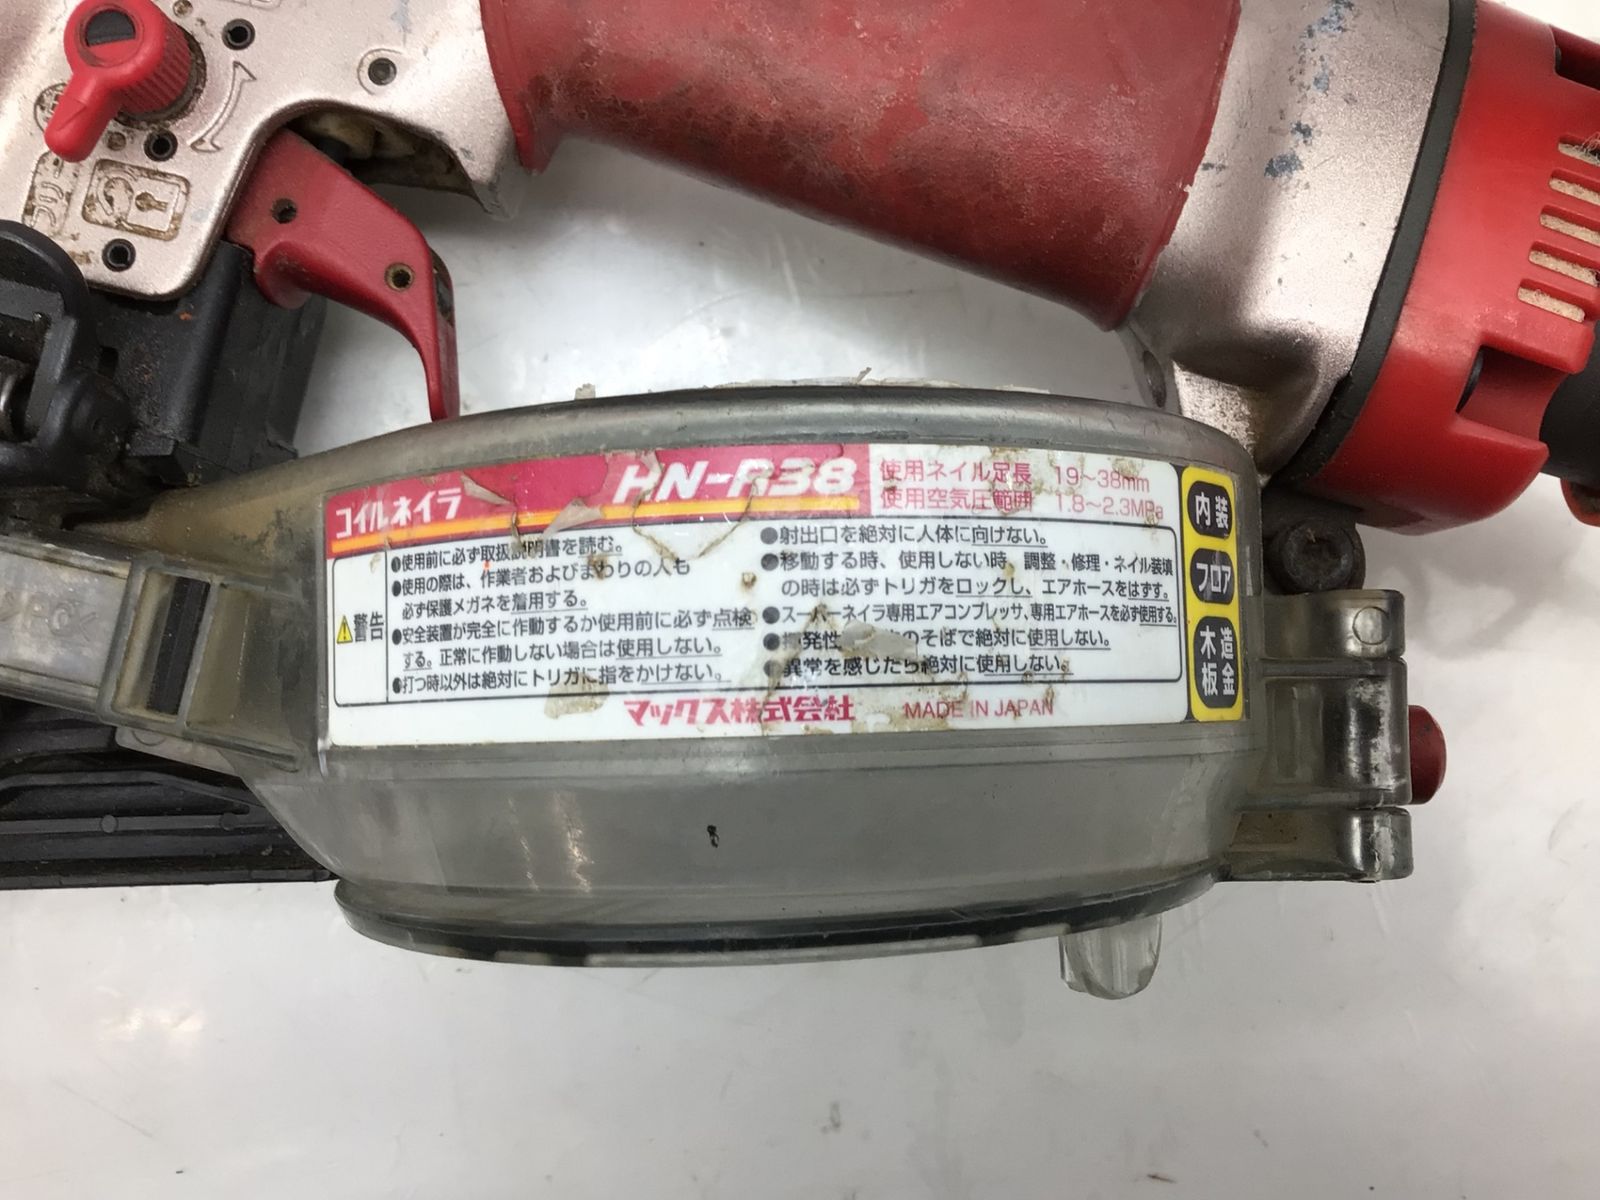 コイルネイラ HN-R38
使用ネイル足長 19〜38mm
使用空気圧範囲 1.8〜2.3MPa
警告
●使用前に必ず取扱説明書を読む。
●使用の際は、作業者およびまわりの人も
必ず保護メガネを着用する。
●安全装置が完全に作動するか使用前に必ず点検
する。正常に作動しない場合は使用しない。
●打つ時以外は絶対にトリガに指をかけない。
●射出口を絶対に人体に向けない。
●移動する時、使用しない時、調整・修理・ネイル装填
の時は必ずトリガをロックし、エアホースをはずす。
●スーパーネイラ専用エアコンプレッサ、専用エアホースを必ず使用する。
●揮発性 のそばで絶対に使用しない。
●異常を感じたら絶対に使用しない。
マックス株式会社 MADE IN JAPAN
内装
フロア
木造
板金